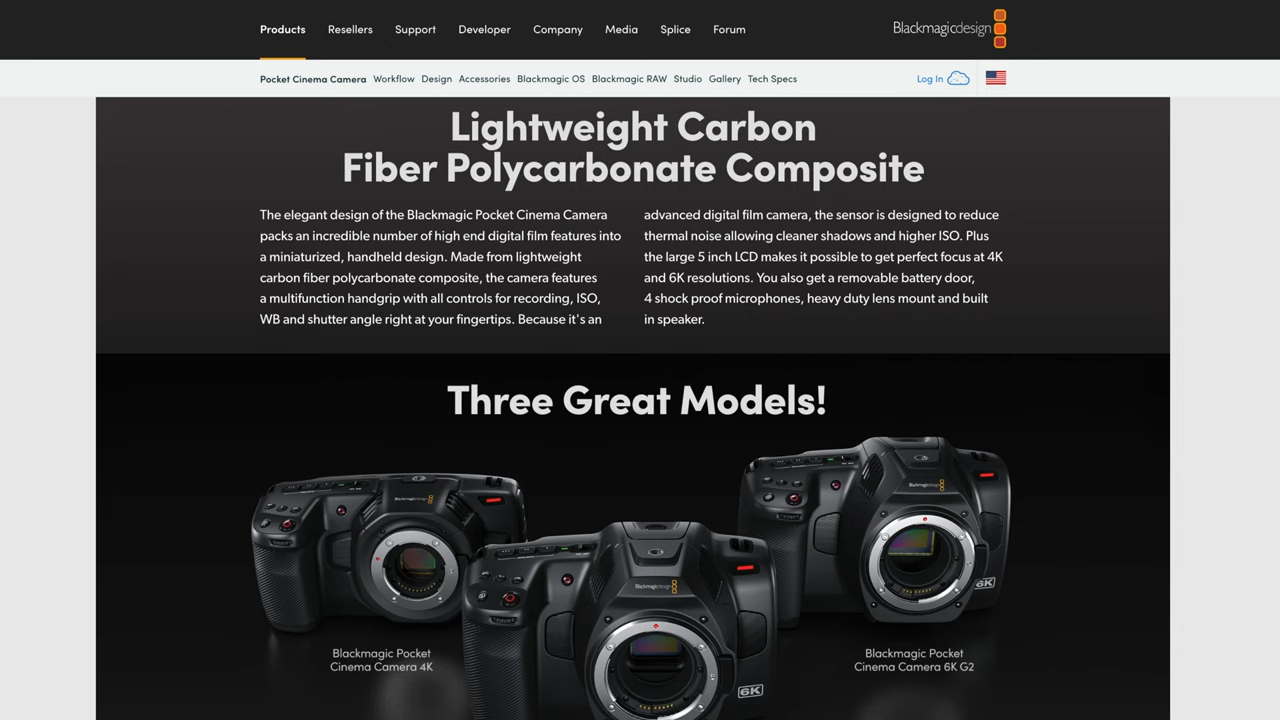 Products Resellers Support Developer Company Media Splice Forum
Blackmagicdesign
Pocket Cinema Camera Workflow Design Accessories Blackmagic OS Blackmagic RAW Studio Gallery Tech Specs
Log In
Lightweight Carbon
Fiber Polycarbonate Composite
The elegant design of the Blackmagic Pocket Cinema Camera
packs an incredible number of high end digital film features into
a miniaturized, handheld design. Made from lightweight
carbon fiber polycarbonate composite, the camera features
a multifunction handgrip with all controls for recording, ISO,
WB and shutter angle right at your fingertips. Because it's an
advanced digital film camera, the sensor is designed to reduce
thermal noise allowing cleaner shadows and higher ISO. Plus
the large 5 inch LCD makes it possible to get perfect focus at 4K
and 6K resolutions. You also get a removable battery door,
4 shock proof microphones, heavy duty lens mount and built
in speaker.
Three Great Models!
Blackmagicdesign
Blackmagicdesign
Blackmagicdesign
6K
6K
Blackmagic Pocket
Cinema Camera 4K
Blackmagic Pocket
Cinema Camera 6K G2